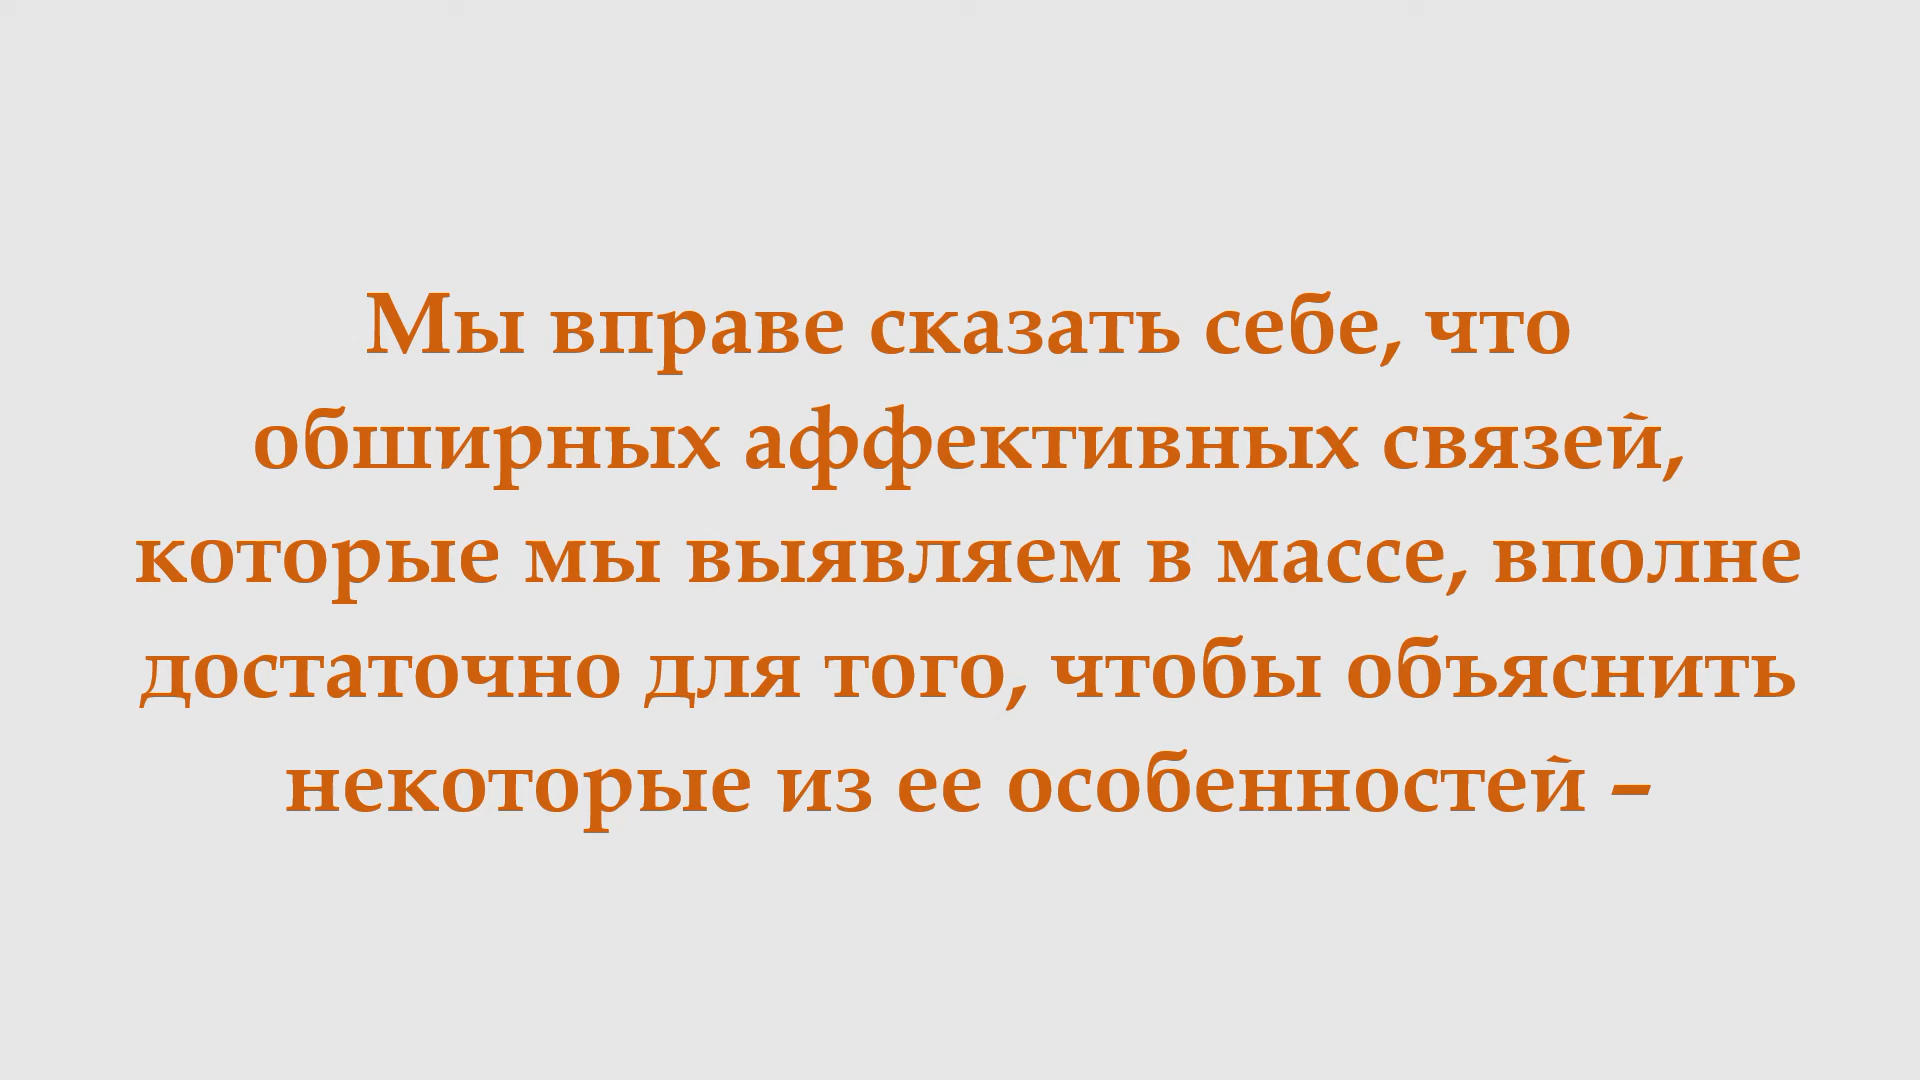 Мы вправе сказать себе, что
обширных аффективных связей,
которые мы выявляем в массе, вполне
достаточно для того, чтобы объяснить
некоторые из ее особенностей –